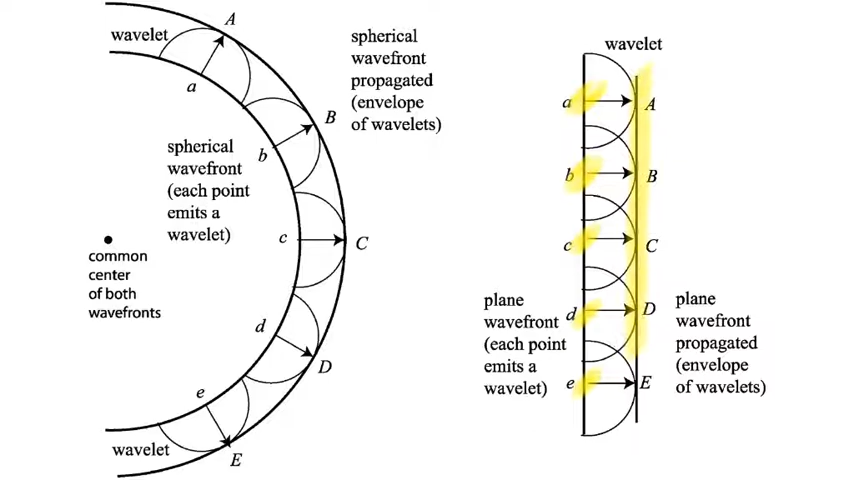 wavelet
A
a
spherical
wavefront
propagated
(envelope
of wavelets)
B
b
spherical
wavefront
(each point
emits a
wavelet)
c
C
common
center
of both
wavefronts
d
D
e
wavelet
E
wavelet
a
A
b
B
c
C
plane
wavefront
(each point
emits a
wavelet)
d
D
plane
wavefront
propagated
(envelope
of wavelets)
e
E